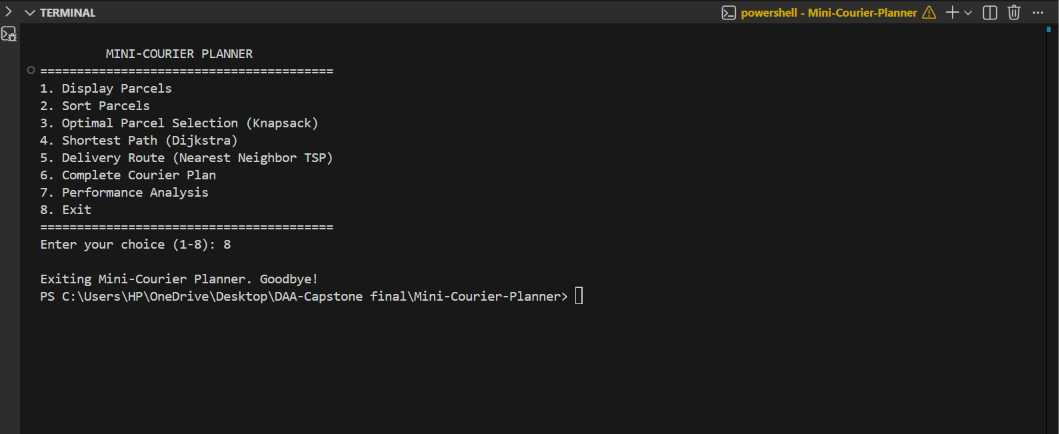 TERMINAL
powershell - Mini-Courier-Planner
MINI-COURIER PLANNER
========================================
1. Display Parcels
2. Sort Parcels
3. Optimal Parcel Selection (Knapsack)
4. Shortest Path (Dijkstra)
5. Delivery Route (Nearest Neighbor TSP)
6. Complete Courier Plan
7. Performance Analysis
8. Exit
========================================
Enter your choice (1-8): 8
Exiting Mini-Courier Planner. Goodbye!
PS C:\Users\HP\OneDrive\Desktop\DAA-Capstone final\Mini-Courier-Planner>